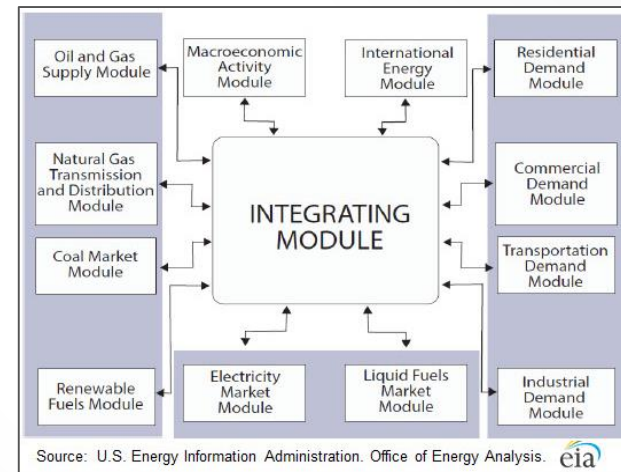 Oil and Gas
Supply Module
Macroeconomic
Activity
Module
International
Energy
Module
Residential
Demand
Module
Natural Gas
Transmission
and Distribution
Module
INTEGRATING
MODULE
Commercial
Demand
Module
Coal Market
Module
Transportation
Demand
Module
Renewable
Fuels Module
Electricity
Market
Module
Liquid Fuels
Market
Module
Industrial
Demand
Module
Source: U.S. Energy Information Administration. Office of Energy Analysis.
eia